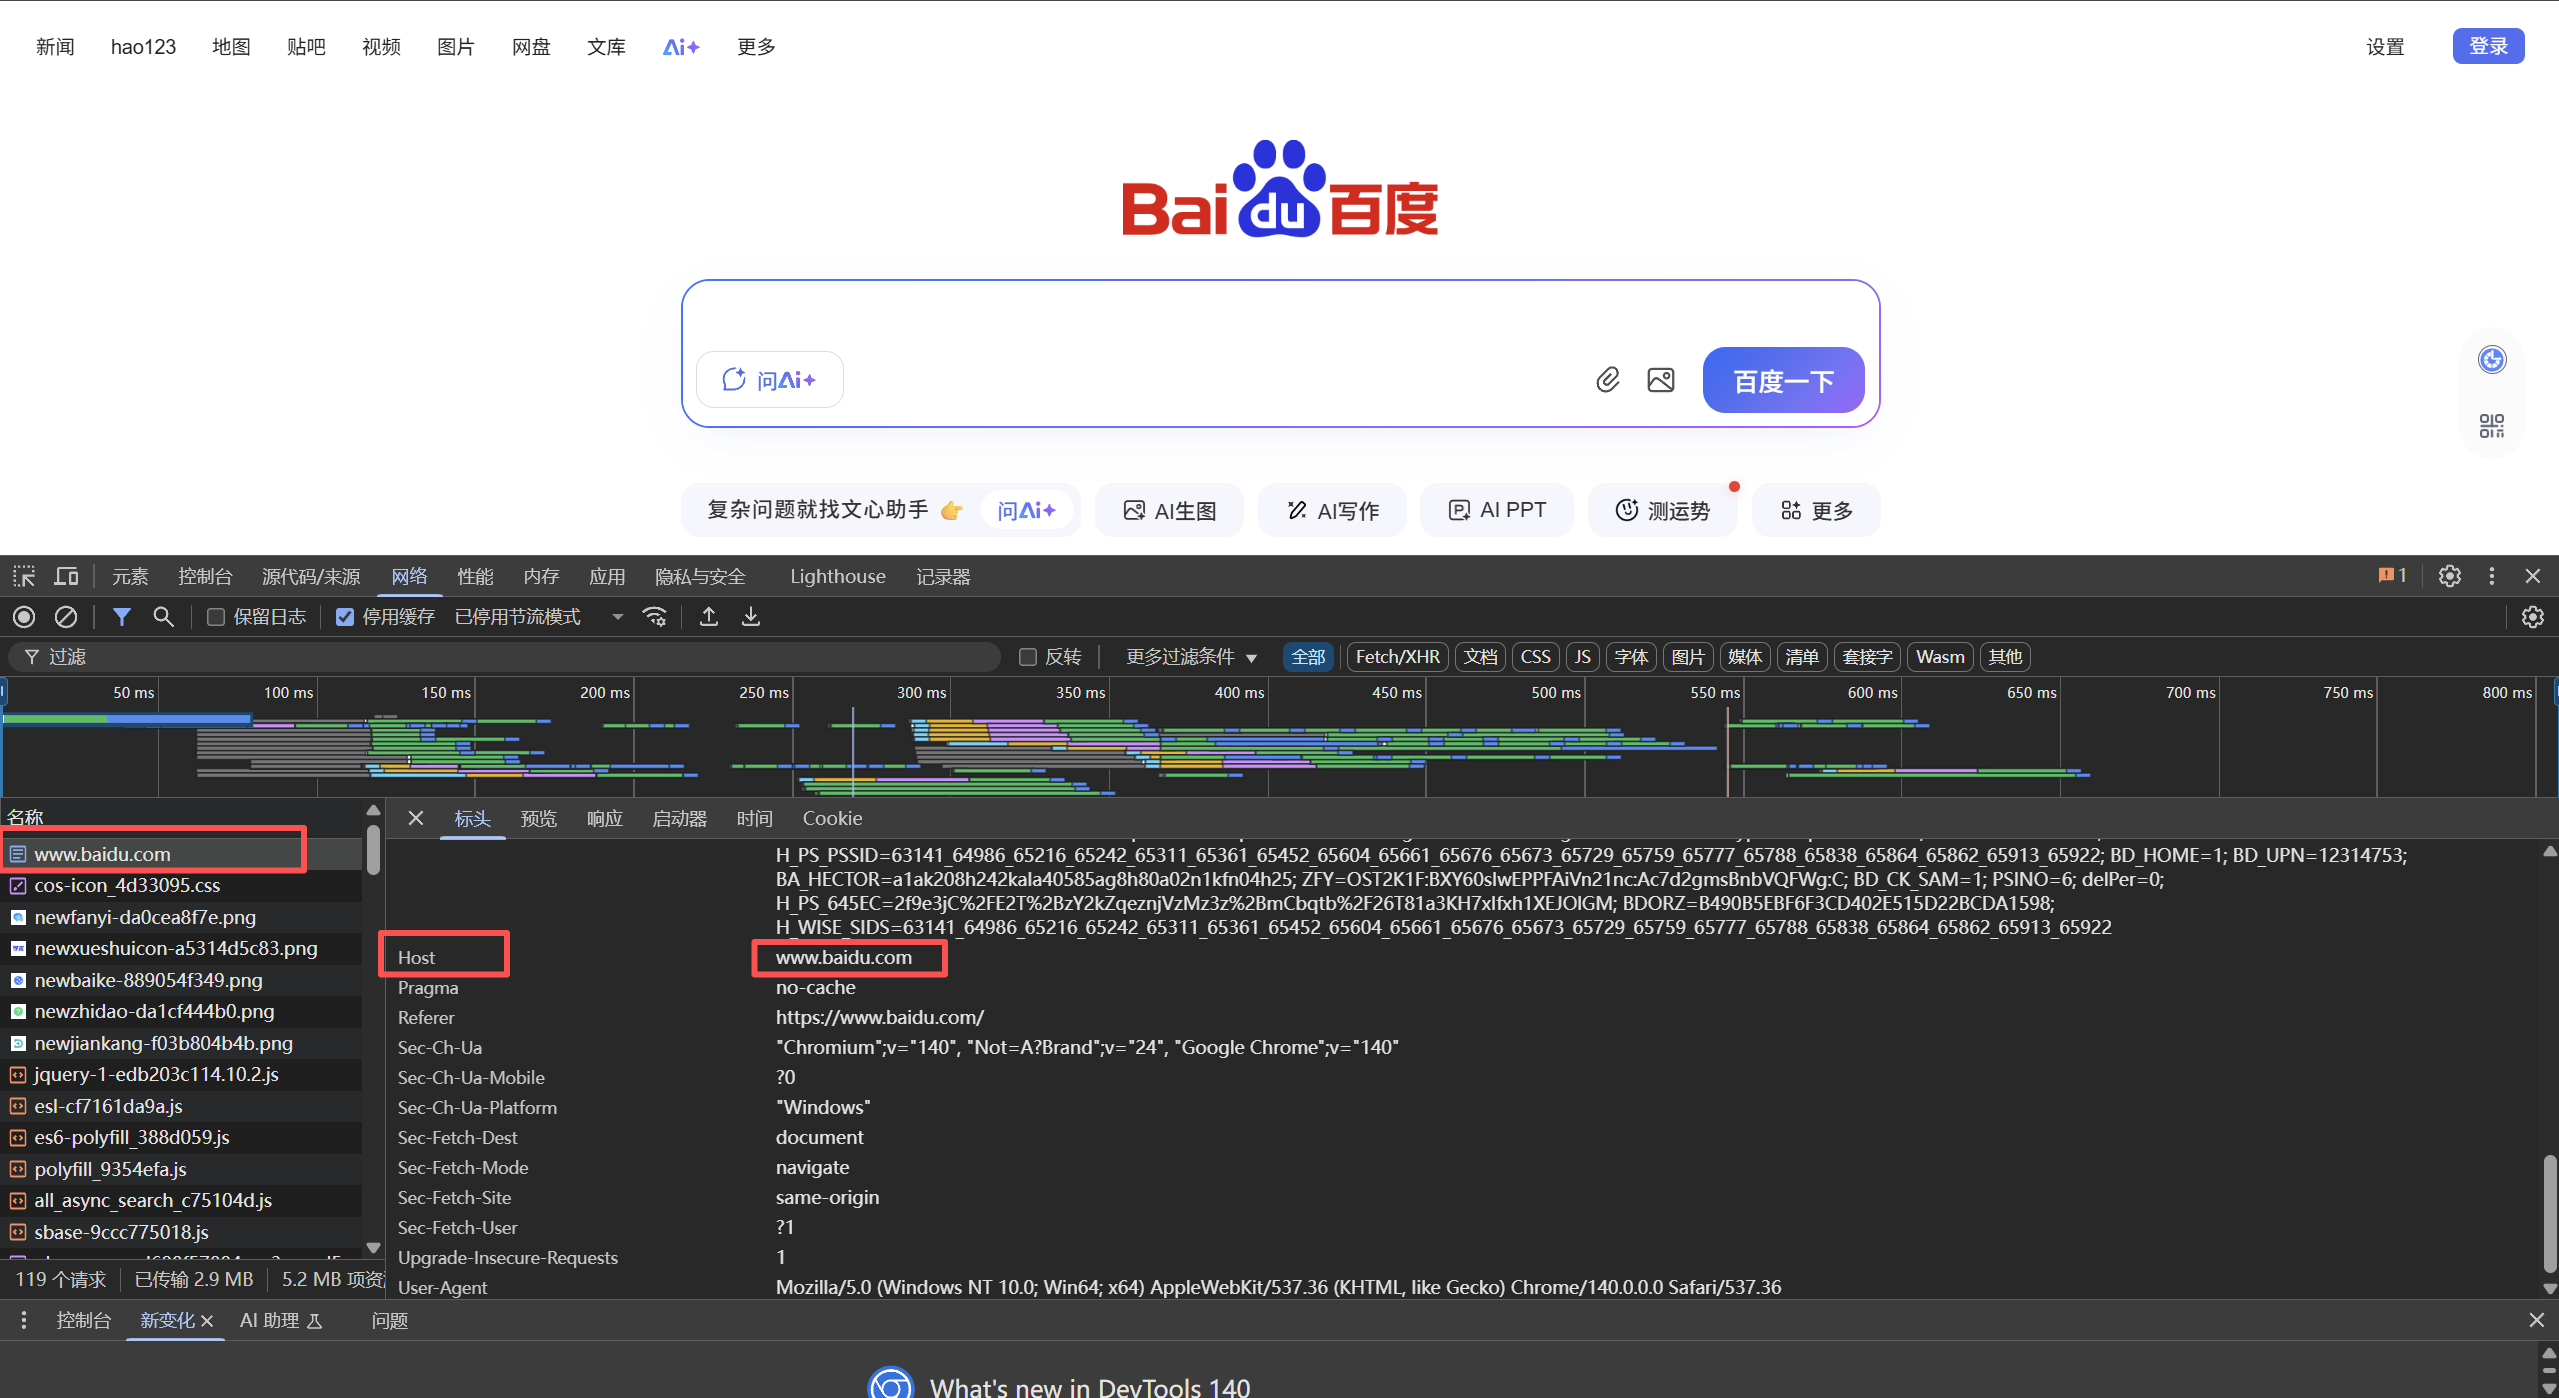 新闻 hao123 地图 贴吧 视频 图片 网盘 文库 Ai+ 更多 设置 登录
Bai du 百度
问Ai+ 百度一下
复杂问题就找文心助手 👉 问Ai+ AI生图 AI写作 AI PPT 测运势 更多
元素 控制台 源代码/来源 网络 性能 内存 应用 隐私与安全 Lighthouse 记录器 1
保留日志 停用缓存 已停用节流模式
过滤 反转 更多过滤条件 全部 Fetch/XHR 文档 CSS JS 字体 图片 媒体 清单 套接字 Wasm 其他
50 ms 100 ms 150 ms 200 ms 250 ms 300 ms 350 ms 400 ms 450 ms 500 ms 550 ms 600 ms 650 ms 700 ms 750 ms 800 ms
名称
www.baidu.com
cos-icon_4d33095.css
newfanyi-da0cea8f7e.png
newxueshuicon-a5314d5c83.png
newbaike-889054f349.png
newzhidao-da1cf444b0.png
newjiankang-f03b804b4b.png
jquery-1-edb203c114.10.2.js
esl-cf7161da9a.js
es6-polyfill_388d059.js
polyfill_9354efa.js
all_async_search_c75104d.js
sbase-9ccc775018.js
119 个请求 已传输 2.9 MB 5.2 MB 项资
标头 预览 响应 启动器 时间 Cookie
H_PS_PSSID=63141_64986_65216_65242_65311_65361_65452_65604_65661_65676_65673_65729_65759_65777_65788_65838_65864_65862_65913_65922; BD_HOME=1; BD_UPN=12314753;
BA_HECTOR=a1ak208h242kala40585ag8h80a02n1kfn04h25; ZFY=OST2K1F:BXY60slwEPPFAiVn21nc:Ac7d2gmsBnbVQFWg:C; BD_CK_SAM=1; PSINO=6; delPer=0;
H_PS_645EC=2f9e3jC%2FE2T%2BzY2kZqeznjVzMz3z%2BmCbqtb%2F26T81a3KH7xIfxh1XEJOIGM; BDORZ=B490B5EBF6F3CD402E515D22BCDA1598;
H_WISE_SIDS=63141_64986_65216_65242_65311_65361_65452_65604_65661_65676_65673_65729_65759_65777_65788_65838_65864_65862_65913_65922
Host www.baidu.com
Pragma no-cache
Referer https://www.baidu.com/
Sec-Ch-Ua "Chromium";v="140", "Not=A?Brand";v="24", "Google Chrome";v="140"
Sec-Ch-Ua-Mobile ?0
Sec-Ch-Ua-Platform "Windows"
Sec-Fetch-Dest document
Sec-Fetch-Mode navigate
Sec-Fetch-Site same-origin
Sec-Fetch-User ?1
Upgrade-Insecure-Requests 1
User-Agent Mozilla/5.0 (Windows NT 10.0; Win64; x64) AppleWebKit/537.36 (KHTML, like Gecko) Chrome/140.0.0.0 Safari/537.36
控制台 新变化 AI 助理 问题
What's new in DevTools 140